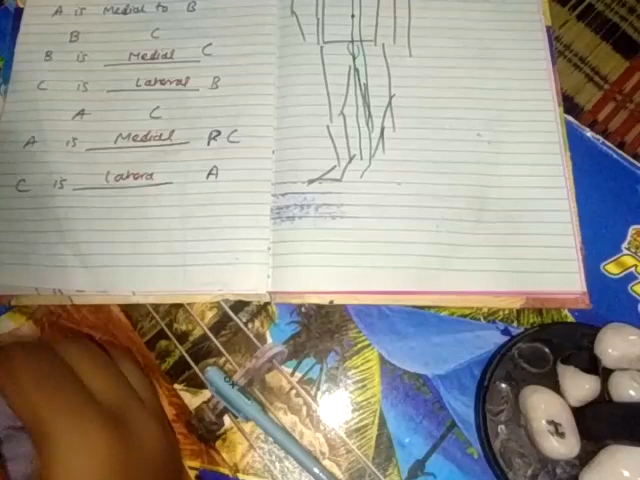 A is Medial to B
B C
B is Medial C
C is Lateral B
A C
A is Medial C
C is Latera A